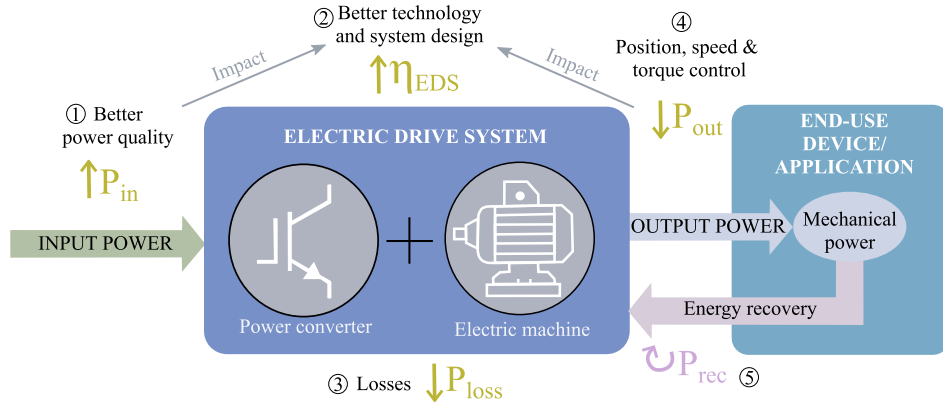 ② Better technology
and system design
↑ηEDS
④
Position, speed &
torque control
↓Pout
Impact
Impact
① Better
power quality
↑Pin
ELECTRIC DRIVE SYSTEM
END-USE
DEVICE/
APPLICATION
INPUT POWER
+
OUTPUT POWER
Mechanical
power
Power converter
Electric machine
Energy recovery
③ Losses ↓Ploss
↻Prec ⑤